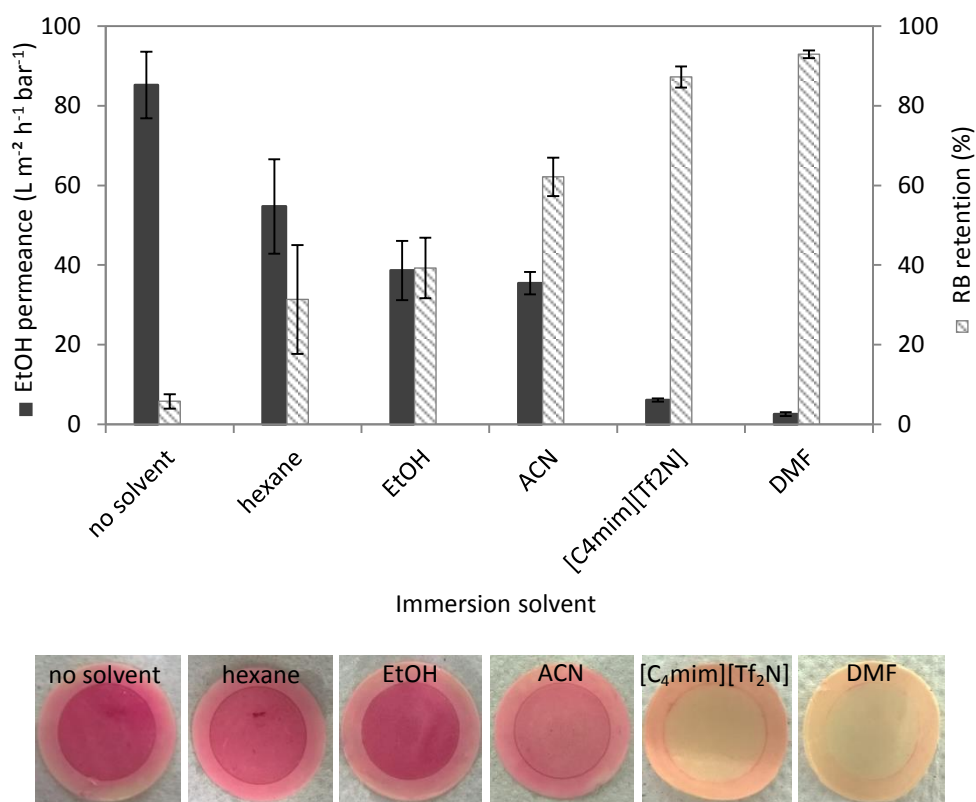 ■ EtOH permeance (L m⁻² h⁻¹ bar⁻¹)
100
80
60
40
20
0
100
80
60
40
20
0
RB retention (%)
no solvent
hexane
EtOH
ACN
[C4mim][Tf2N]
DMF
Immersion solvent
no solvent hexane EtOH ACN [C₄mim][Tf₂N] DMF